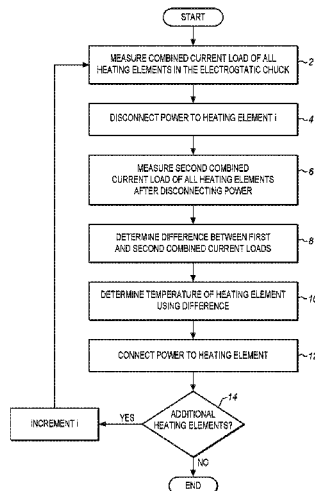 START
MEASURE COMBINED CURRENT LOAD OF ALL
HEATING ELEMENTS IN THE ELECTROSTATIC CHUCK
2
DISCONNECT POWER TO HEATING ELEMENT i
4
MEASURE SECOND COMBINED
CURRENT LOAD OF ALL HEATING ELEMENTS
AFTER DISCONNECTING POWER
6
DETERMINE DIFFERENCE BETWEEN FIRST
AND SECOND COMBINED CURRENT LOADS
8
DETERMINE TEMPERATURE OF HEATING ELEMENT
USING DIFFERENCE
10
CONNECT POWER TO HEATING ELEMENT
12
14
ADDITIONAL
HEATING ELEMENTS?
YES
INCREMENT i
NO
END